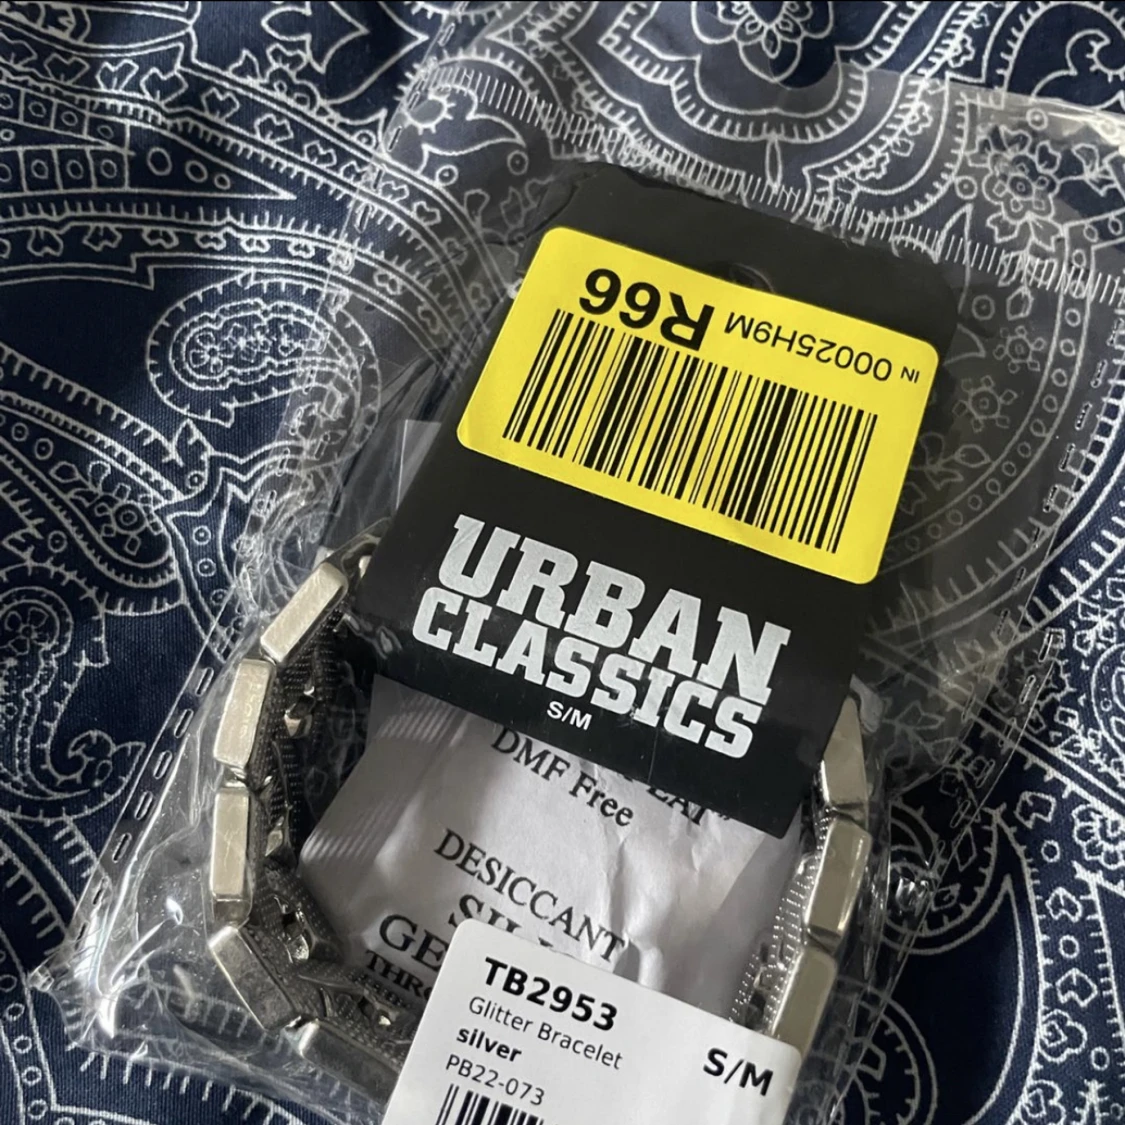 R66
IN 00025H9M
URBAN
CLASSICS
S/M
DMF Free
DESICCANT
TB2953
Glitter Bracelet
silver
PB22-073
S/M